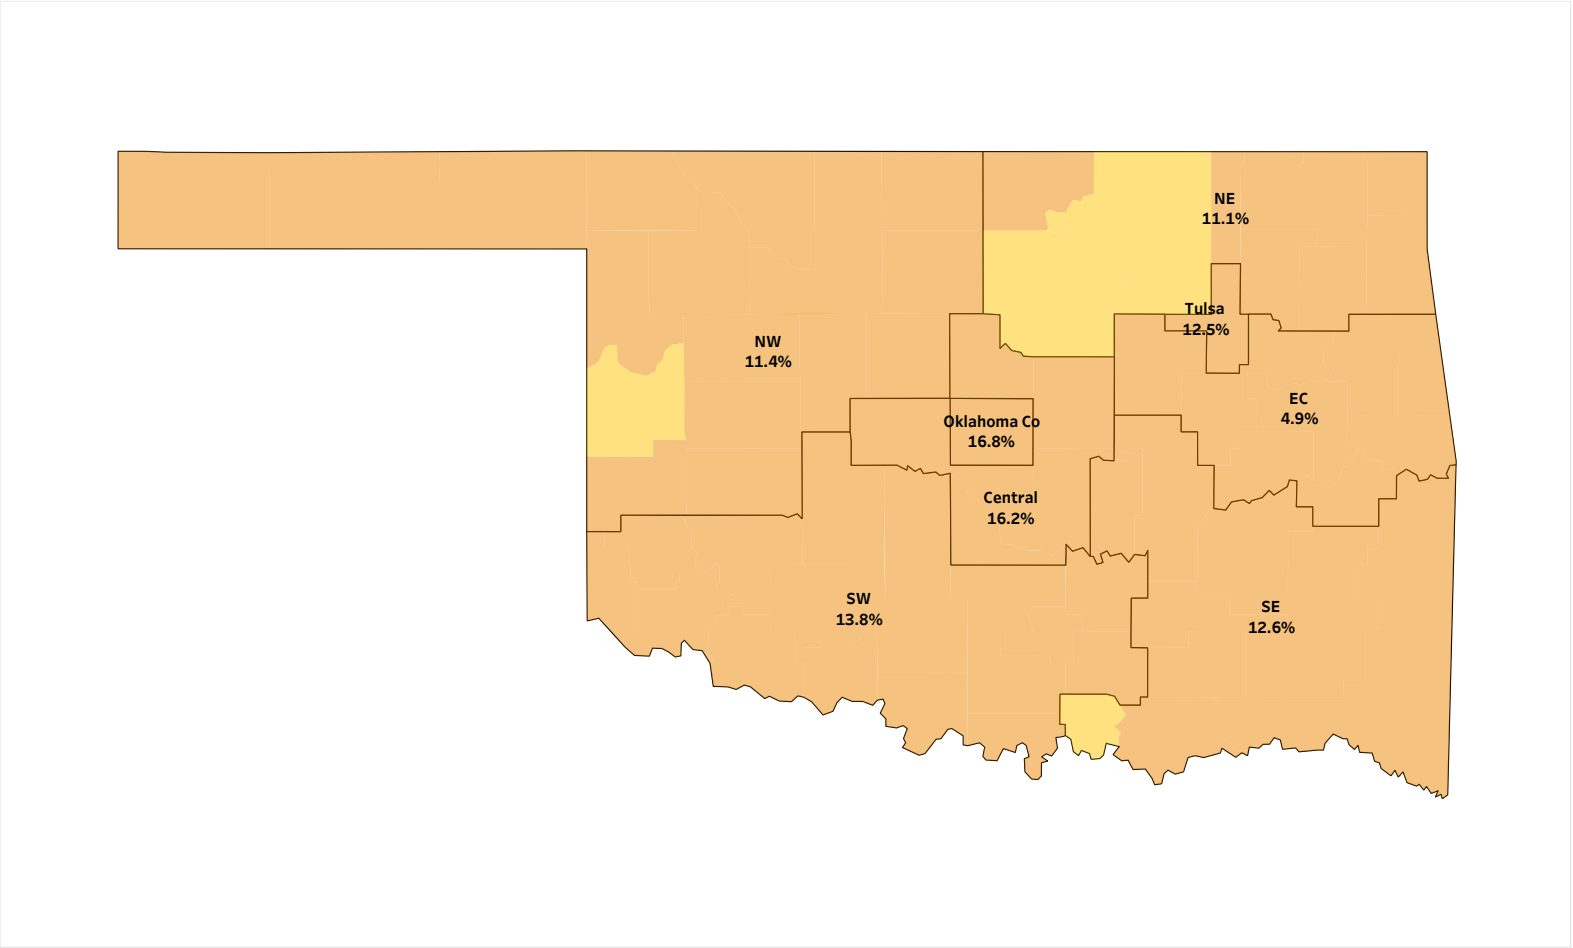 NE
11.1%
Tulsa
12.5%
NW
11.4%
EC
4.9%
Oklahoma Co
16.8%
Central
16.2%
SW
13.8%
SE
12.6%